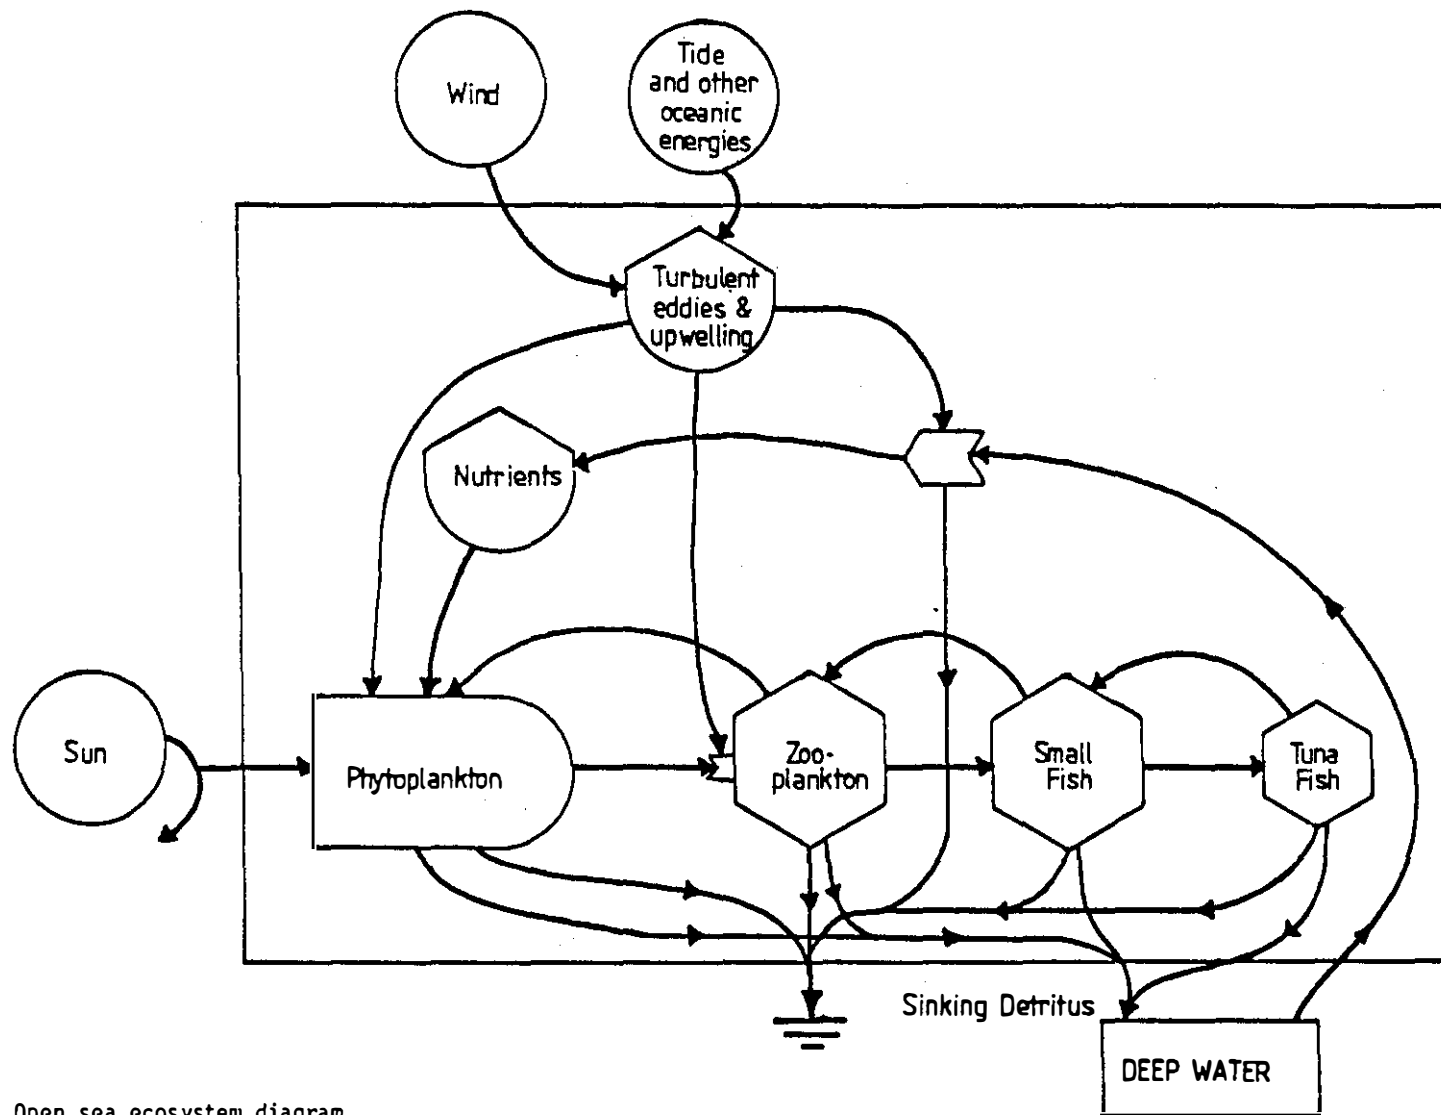 Wind
Tide
and other
oceanic
energies
Turbulent
eddies &
upwelling
Nutrients
Sun
Phytoplankton
Zoo-
plankton
Small
Fish
Tuna
Fish
Sinking Detritus
DEEP WATER
Open sea ecosystem diagram